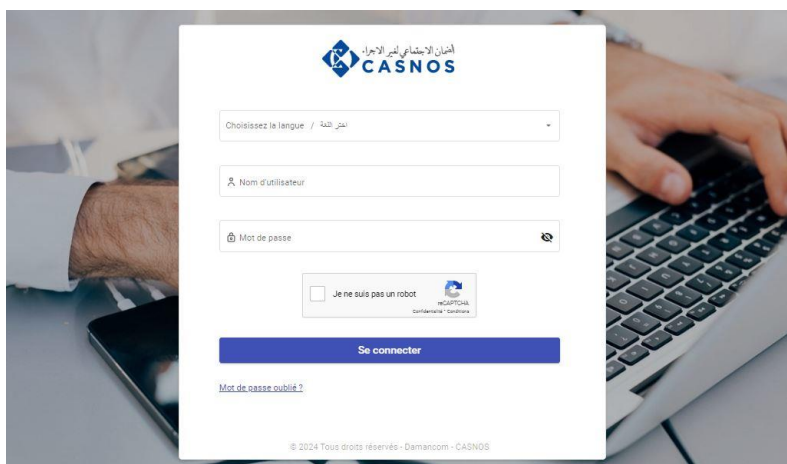 الضمان الاجتماعي لغير الاجراء
CASNOS
Choisissez la langue / اختر اللغة
Nom d'utilisateur
Mot de passe
Je ne suis pas un robot
reCAPTCHA
Confidentialité - Conditions
Se connecter
Mot de passe oublié ?
© 2024 Tous droits réservés - Damancom - CASNOS